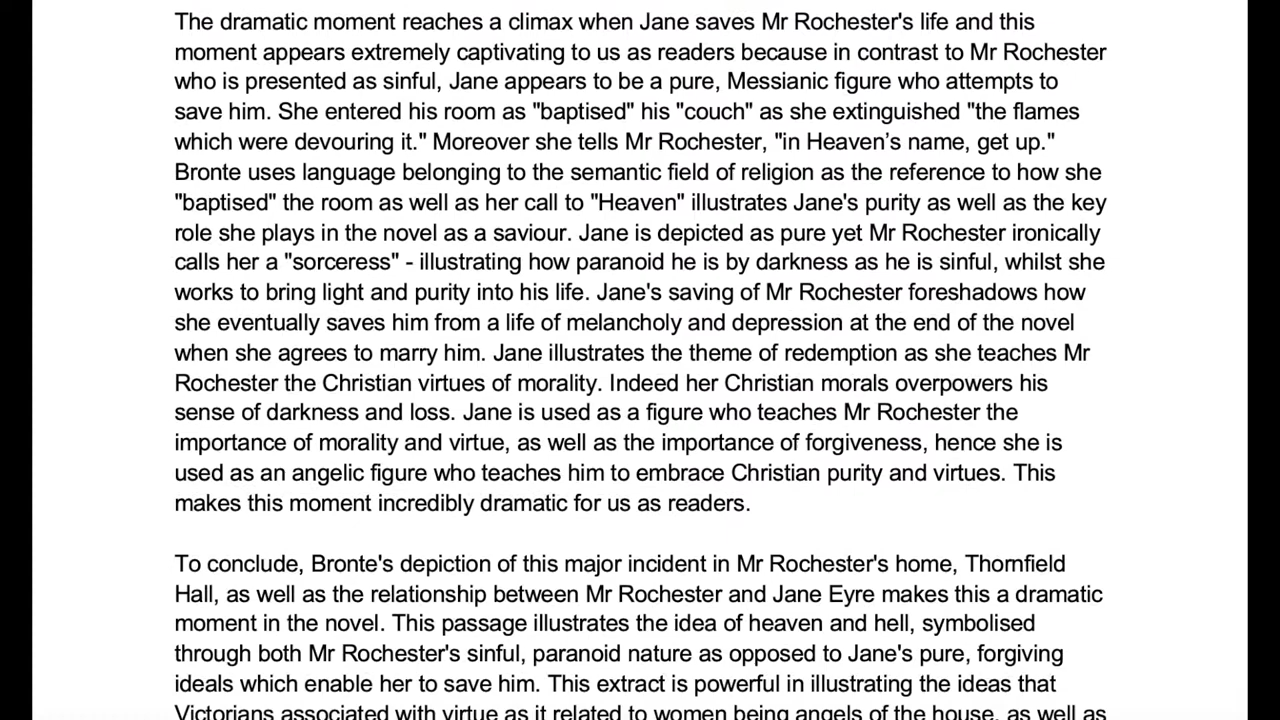 The dramatic moment reaches a climax when Jane saves Mr Rochester's life and this
moment appears extremely captivating to us as readers because in contrast to Mr Rochester
who is presented as sinful, Jane appears to be a pure, Messianic figure who attempts to
save him. She entered his room as "baptised" his "couch" as she extinguished "the flames
which were devouring it." Moreover she tells Mr Rochester, "in Heaven’s name, get up."
Bronte uses language belonging to the semantic field of religion as the reference to how she
"baptised" the room as well as her call to "Heaven" illustrates Jane's purity as well as the key
role she plays in the novel as a saviour. Jane is depicted as pure yet Mr Rochester ironically
calls her a "sorceress" - illustrating how paranoid he is by darkness as he is sinful, whilst she
works to bring light and purity into his life. Jane's saving of Mr Rochester foreshadows how
she eventually saves him from a life of melancholy and depression at the end of the novel
when she agrees to marry him. Jane illustrates the theme of redemption as she teaches Mr
Rochester the Christian virtues of morality. Indeed her Christian morals overpowers his
sense of darkness and loss. Jane is used as a figure who teaches Mr Rochester the
importance of morality and virtue, as well as the importance of forgiveness, hence she is
used as an angelic figure who teaches him to embrace Christian purity and virtues. This
makes this moment incredibly dramatic for us as readers.
To conclude, Bronte's depiction of this major incident in Mr Rochester's home, Thornfield
Hall, as well as the relationship between Mr Rochester and Jane Eyre makes this a dramatic
moment in the novel. This passage illustrates the idea of heaven and hell, symbolised
through both Mr Rochester's sinful, paranoid nature as opposed to Jane's pure, forgiving
ideals which enable her to save him. This extract is powerful in illustrating the ideas that
Victorians associated with virtue as it related to women being angels of the house, as well as